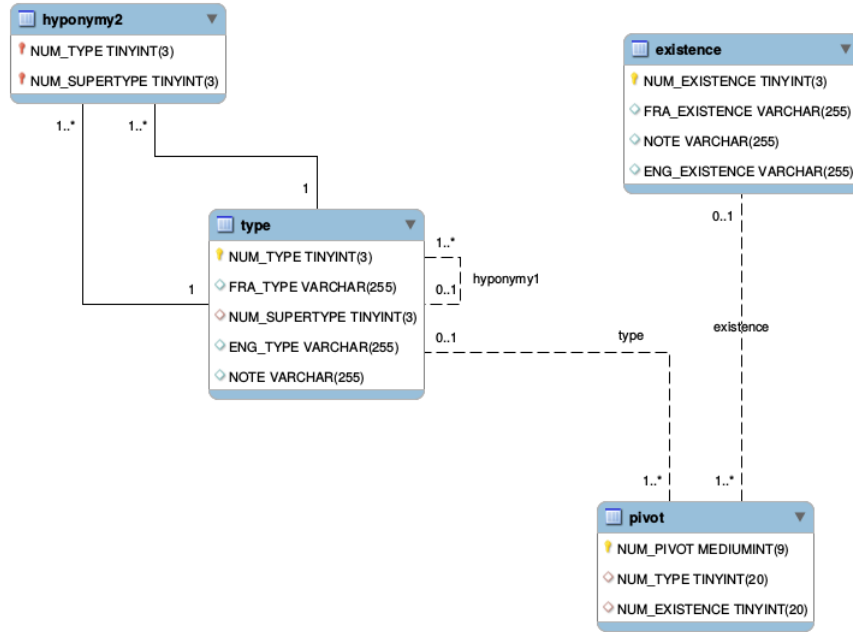 hyponymy2
NUM_TYPE TINYINT(3)
NUM_SUPERTYPE TINYINT(3)
1..*
1..*
1
1
existence
NUM_EXISTENCE TINYINT(3)
FRA_EXISTENCE VARCHAR(255)
NOTE VARCHAR(255)
ENG_EXISTENCE VARCHAR(255)
0..1
type
NUM_TYPE TINYINT(3)
FRA_TYPE VARCHAR(255)
NUM_SUPERTYPE TINYINT(3)
ENG_TYPE VARCHAR(255)
NOTE VARCHAR(255)
1..*
hyponymy1
0..1
0..1
type
existence
1..*
1..*
pivot
NUM_PIVOT MEDIUMINT(9)
NUM_TYPE TINYINT(20)
NUM_EXISTENCE TINYINT(20)